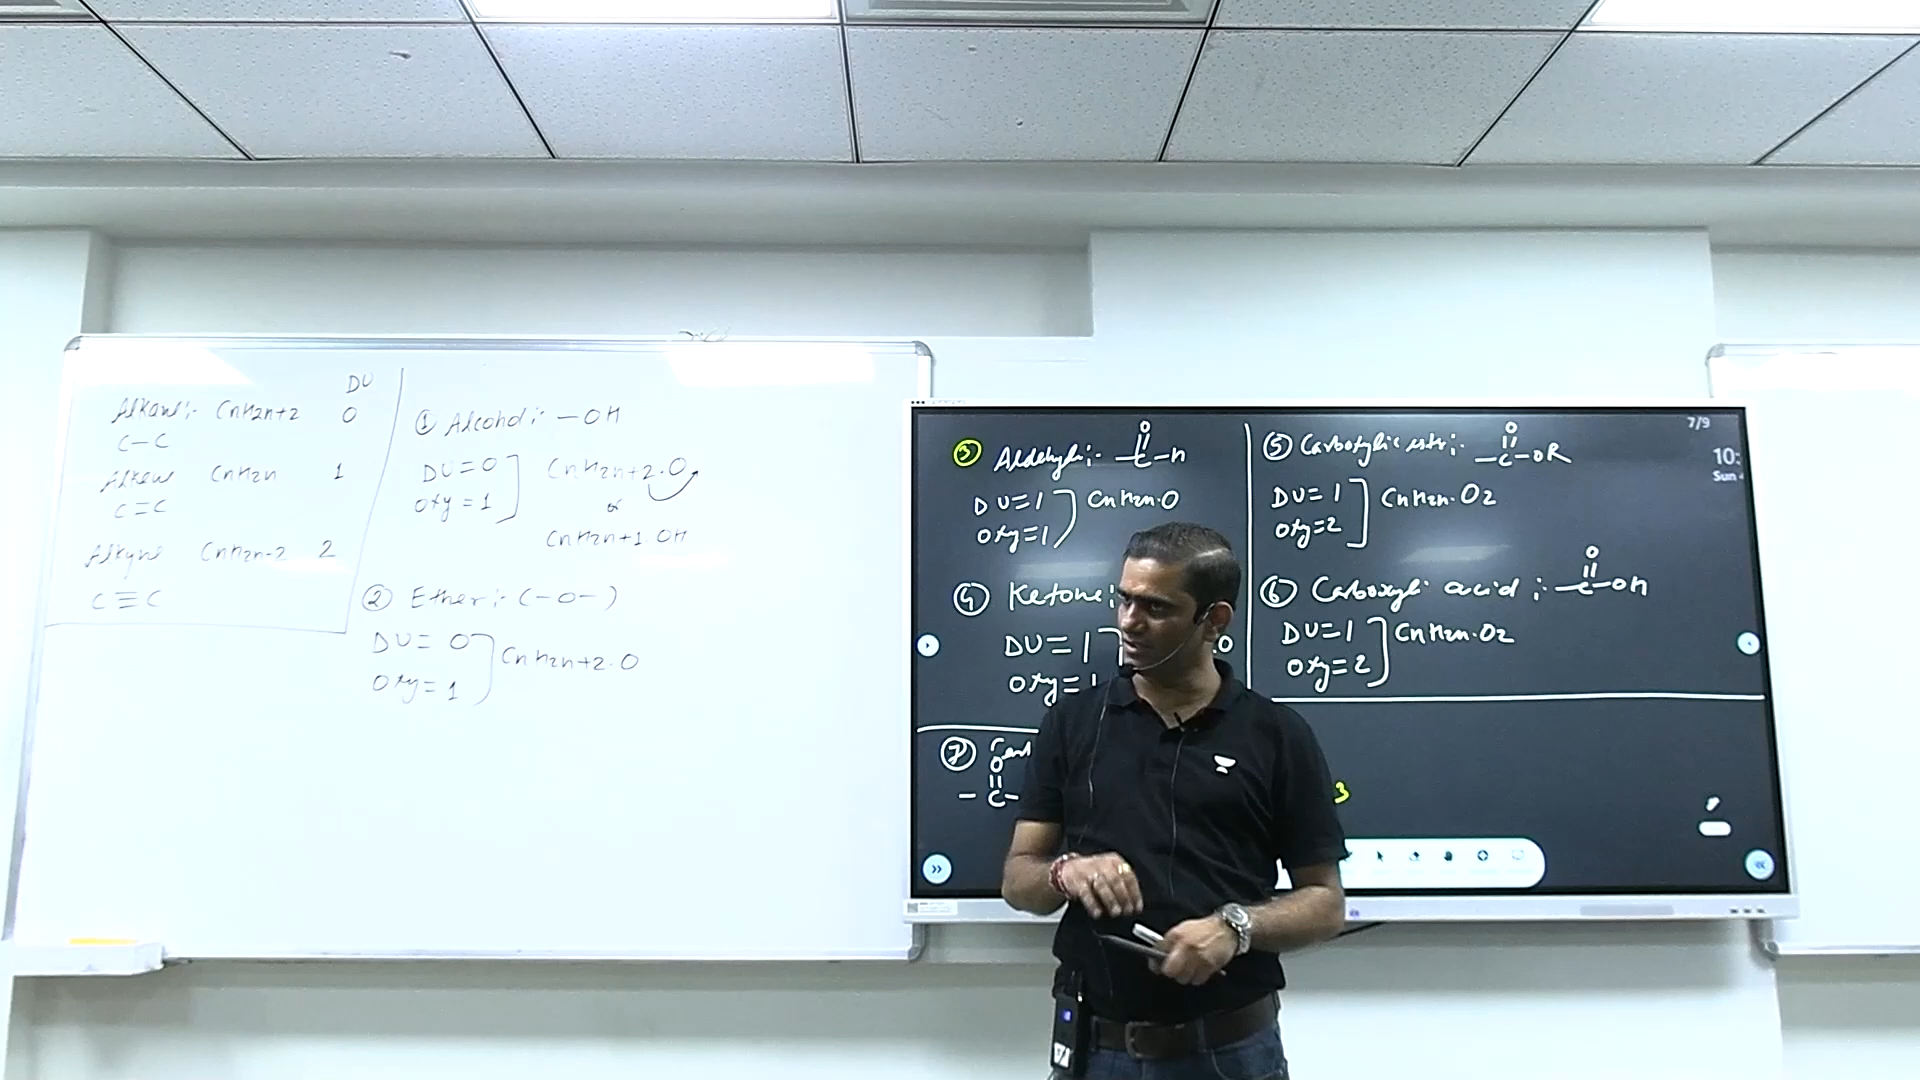 DU
Alkane:- CnH2n+2 0
C-C
Alkene CnH2n 1
C=C
Alkyne CnH2n-2 2
C≡C
① Alcohol:- -OH
DU=0
Oxy=1
CnH2n+2.O
or
CnH2n+1.OH
② Ether:- (-O-)
DU= 0
Oxy= 1
CnH2n+2.O
7/9
10:
Sun
③ Aldehyde:- -C-H
O
DU=1
Oxy=1
CnH2n.O
④ Ketone:
DU=1
Oxy=1
.O
⑤ Carboxylic ester:- -C-OR
O
DU=1
Oxy=2
CnH2n.O2
⑥ Carboxylic acid:- -C-OH
O
DU=1
Oxy=2
CnH2n.O2
⑦
O
-C-
3